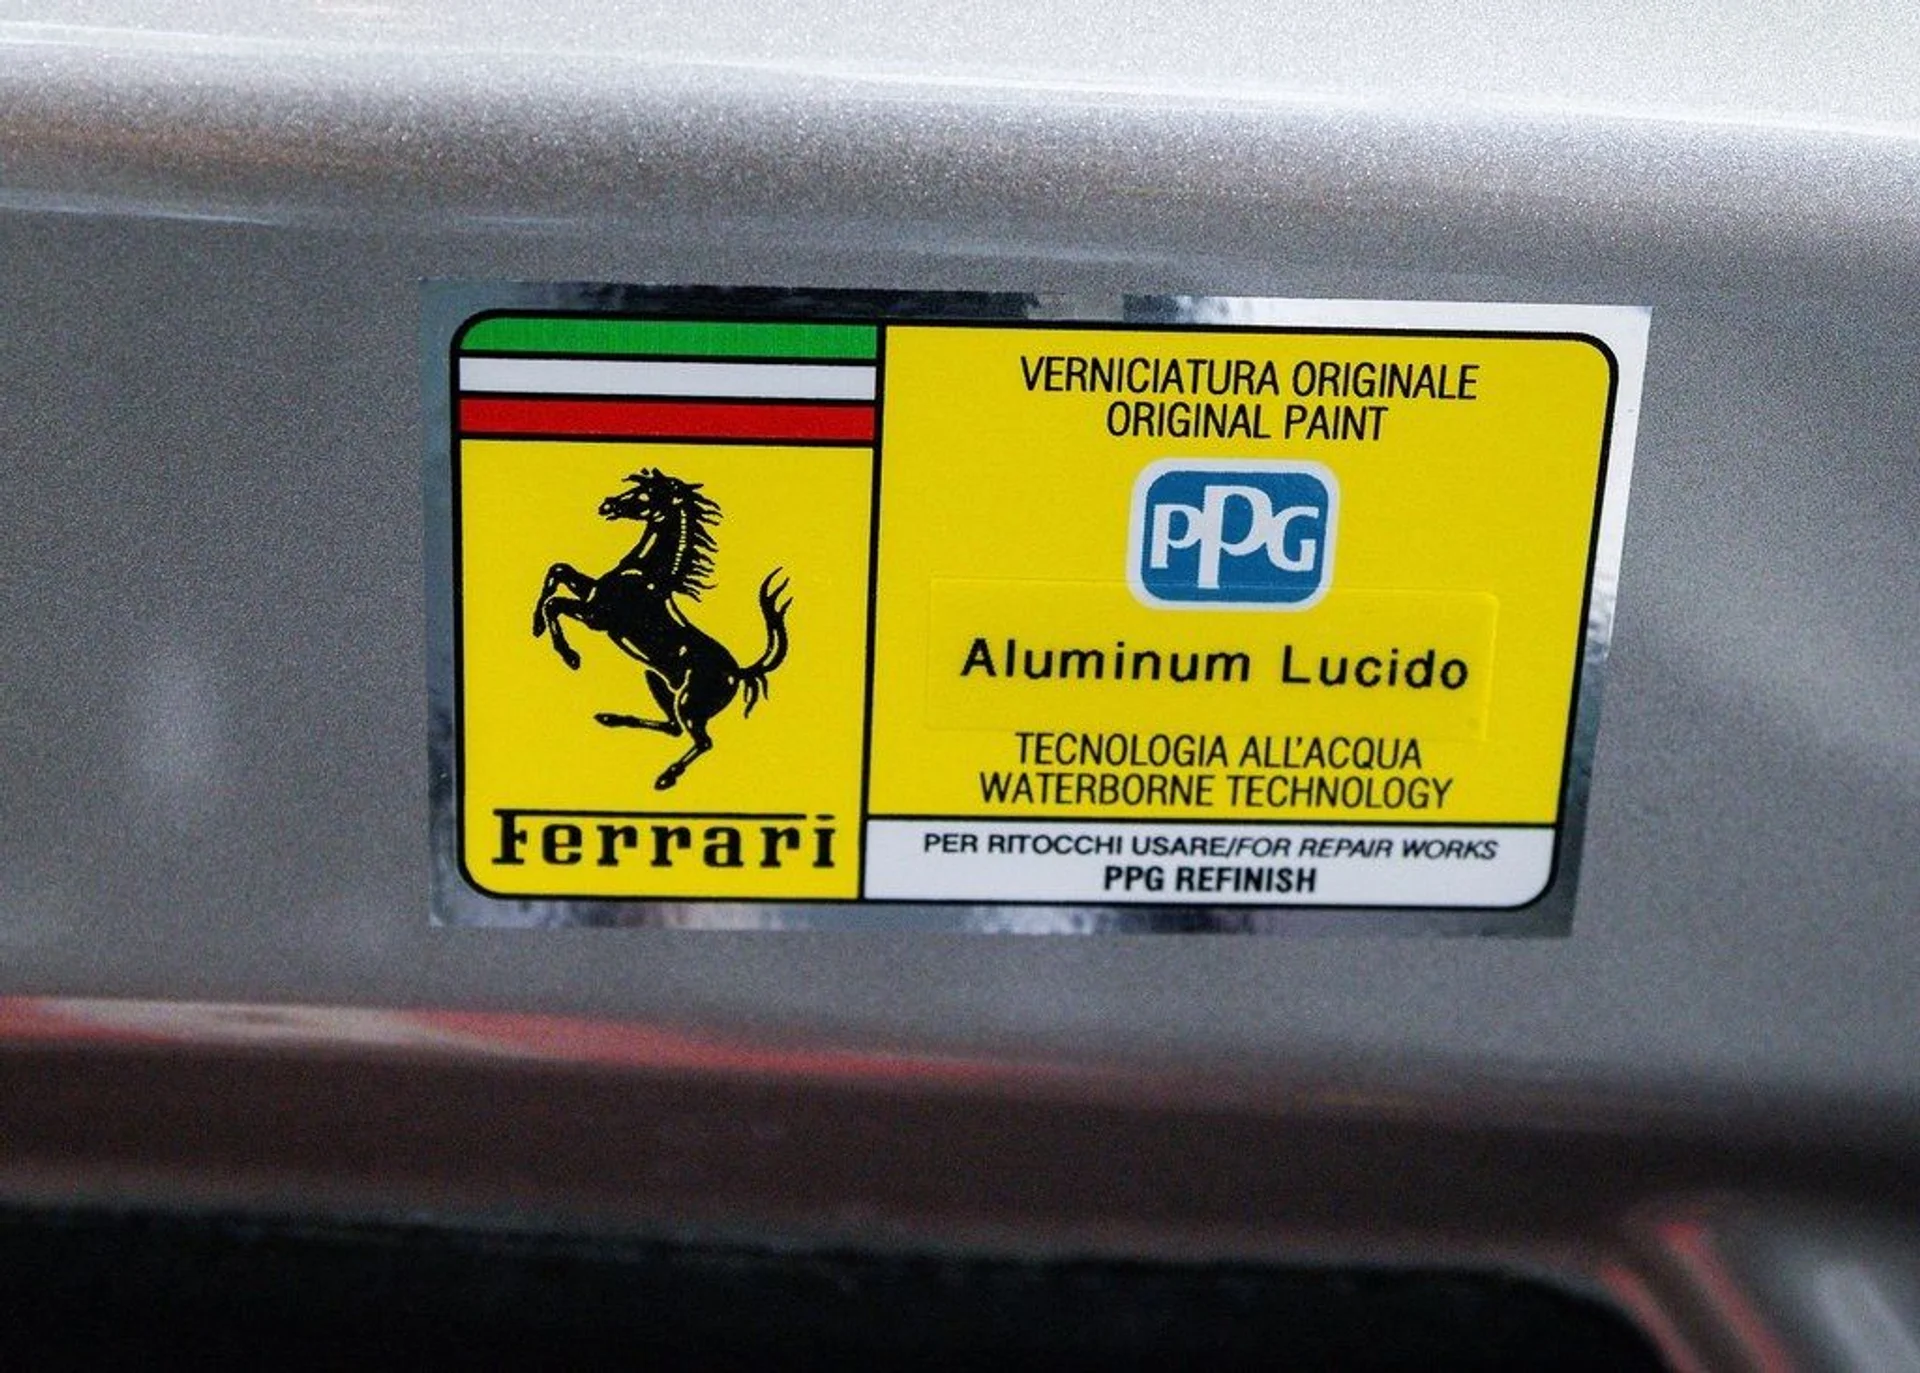 Ferrari
VERNICIATURA ORIGINALE
ORIGINAL PAINT
PPG
Aluminum Lucido
TECNOLOGIA ALL'ACQUA
WATERBORNE TECHNOLOGY
PER RITOCCHI USARE/FOR REPAIR WORKS
PPG REFINISH